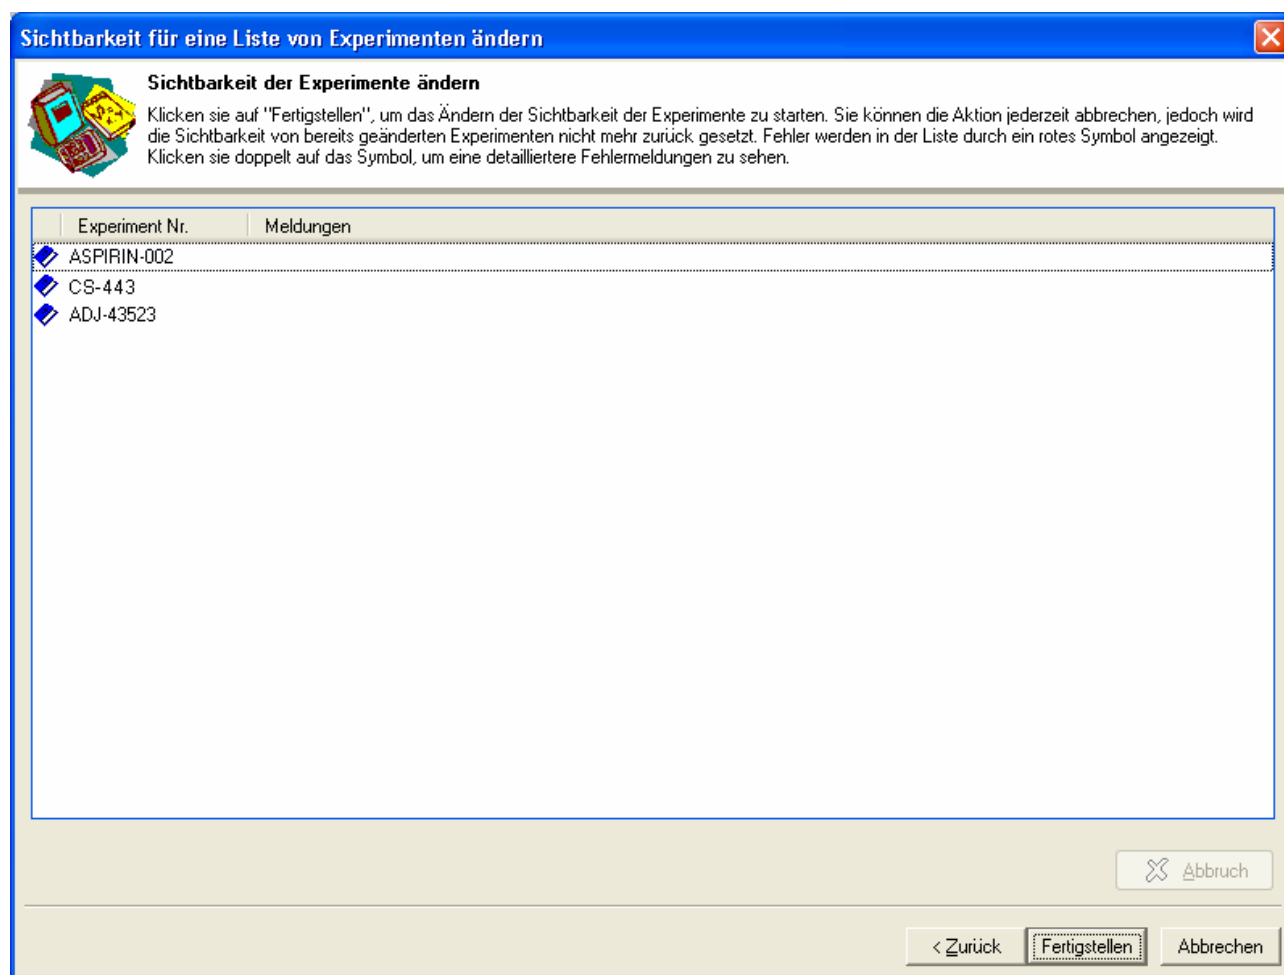 Sichtbarkeit für eine Liste von Experimenten ändern
Sichtbarkeit der Experimente ändern
Klicken sie auf "Fertigstellen", um das Ändern der Sichtbarkeit der Experimente zu starten. Sie können die Aktion jederzeit abbrechen, jedoch wird
die Sichtbarkeit von bereits geänderten Experimenten nicht mehr zurück gesetzt. Fehler werden in der Liste durch ein rotes Symbol angezeigt.
Klicken sie doppelt auf das Symbol, um eine detailliertere Fehlermeldungen zu sehen.
Experiment Nr. Meldungen
ASPIRIN-002
CS-443
ADJ-43523
Abbruch
< Zurück Fertigstellen Abbrechen